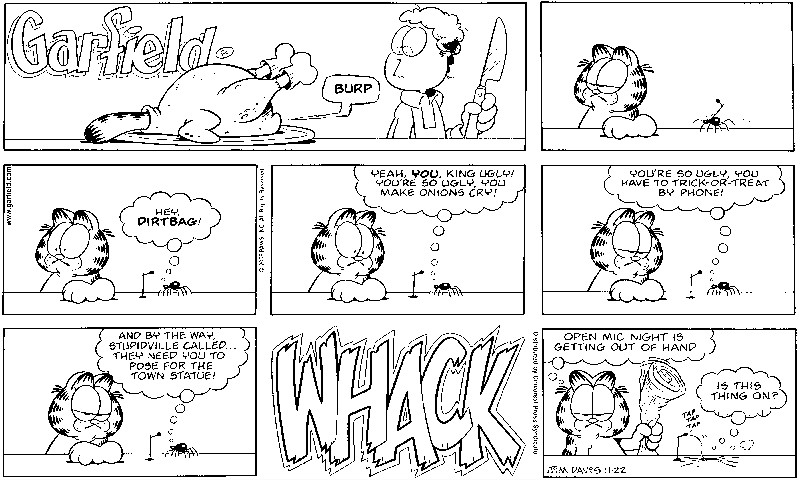 Garfield
BURP
www.garfield.com
HEY,
DIRTBAG!
YEAH, YOU, KING UGLY!
YOU'RE SO UGLY, YOU
MAKE ONIONS CRY!
YOU'RE SO UGLY, YOU
HAVE TO TRICK-OR-TREAT
BY PHONE!
AND BY THE WAY,
STUPIDVILLE CALLED...
THEY NEED YOU TO
POSE FOR THE
TOWN STATUE!
WHACK
OPEN MIC NIGHT IS
GETTING OUT OF HAND
TAP
TAP
TAP
IS THIS
THING ON?
JIM DAVIS 11-22